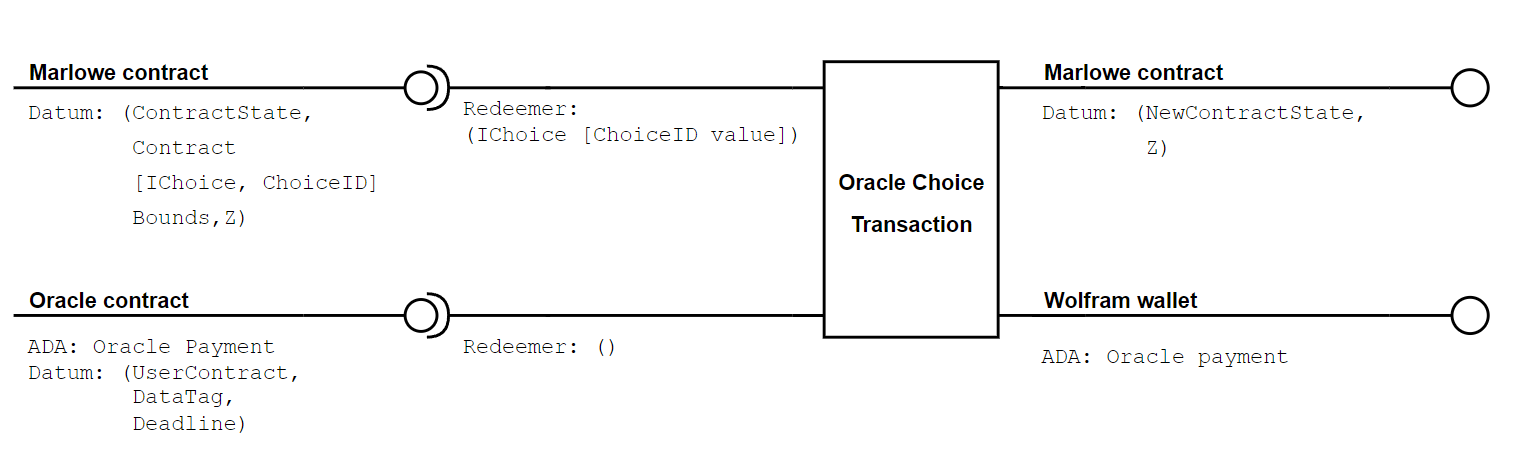 Marlowe contract
Datum: (ContractState,
Contract
[IChoice, ChoiceID]
Bounds,Z)
Redeemer:
(IChoice [ChoiceID value])
Oracle Choice
Transaction
Marlowe contract
Datum: (NewContractState,
Z)
Oracle contract
ADA: Oracle Payment
Datum: (UserContract,
DataTag,
Deadline)
Redeemer: ()
Wolfram wallet
ADA: Oracle payment